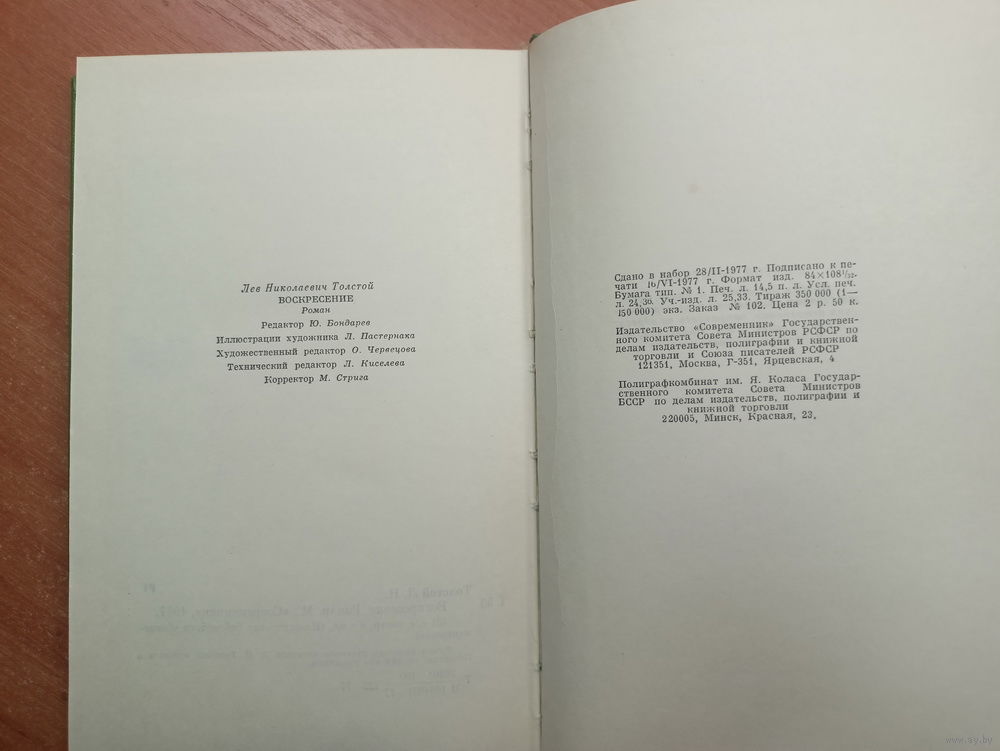 Лев Николаевич Толстой
ВОСКРЕСЕНИЕ
Роман
Редактор Ю. Бондарев
Иллюстрации художника Л. Пастернака
Художественный редактор О. Червецова
Технический редактор Л. Киселева
Корректор М. Стрига
Сдано в набор 28/II-1977 г. Подписано к пе-
чати 16/VI-1977 г. Формат изд. 84×108¹/₃₂.
Бумага тип. № 1. Печ. л. 14,5 п. л. Усл. печ.
л. 24,36. Уч.-изд. л. 25,33. Тираж 350 000 (1—
150 000) экз. Заказ № 102. Цена 2 р. 50 к.
Издательство «Современник» Государствен-
ного комитета Совета Министров РСФСР по
делам издательств, полиграфии и книжной
торговли и Союза писателей РСФСР
121351, Москва, Г-351, Ярцевская, 4
Полиграфкомбинат им. Я. Коласа Государ-
ственного комитета Совета Министров
БССР по делам издательств, полиграфии и
книжной торговли
220005, Минск, Красная, 23.
www.ay.by